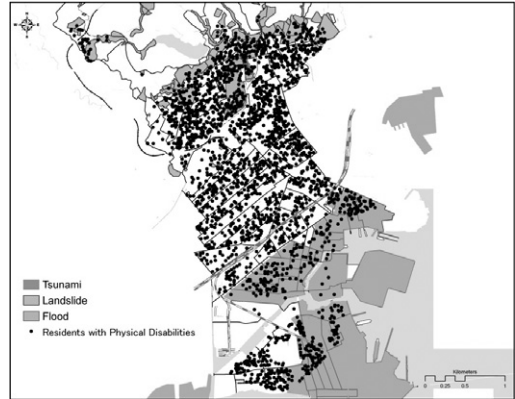 Tsunami
Landslide
Flood
Residents with Physical Disabilities
Kilometers
0 0.25 0.5 1